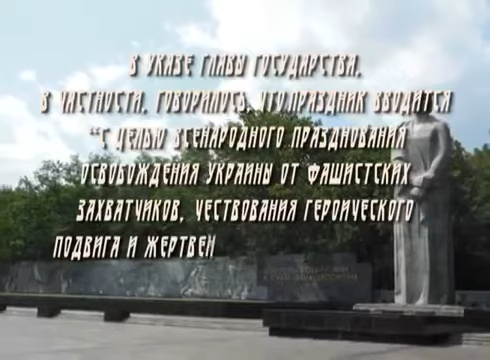 В УКАЗЕ ГЛАВЫ ГОСУДАРСТВА,
В ЧАСТНОСТИ, ГОВОРИЛОСЬ, ЧТО ПРАЗДНИК ВВОДИТСЯ
"С ЦЕЛЬЮ ВСЕНАРОДНОГО ПРАЗДНОВАНИЯ
ОСВОБОЖДЕНИЯ УКРАИНЫ ОТ ФАШИСТСКИХ
ЗАХВАТЧИКОВ, ЧЕСТВОВАНИЯ ГЕРОИЧЕСКОГО
ПОДВИГА И ЖЕРТВЕН